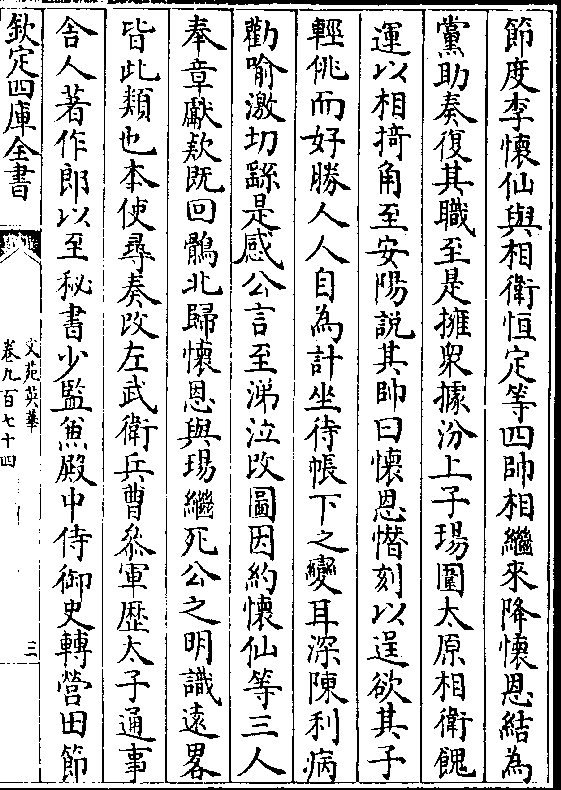 節度李懐仙與相衛恒定等四帥相繼來降懐恩結為
黨助奏復其職至是擁衆據汾上子瑒圍太原相衛餽
運以相掎角至安陽説其帥曰懐恩憯刻以逞欲其子
輕佻而好勝人人自為計坐待帳下之變耳深陳利病
勸喻激切繇是感公言至涕泣改圖因約懐仙等三人
奉章獻欵既回鶻北歸懐恩與瑒繼死公之明識遠畧
皆此類也本使尋奏改左武衛兵曹叅軍歴太子通事
舍人著作郎以至秘書少監兼殿中侍御史轉營田節
欽定四庫全書
文苑英華
卷九百七十四
三